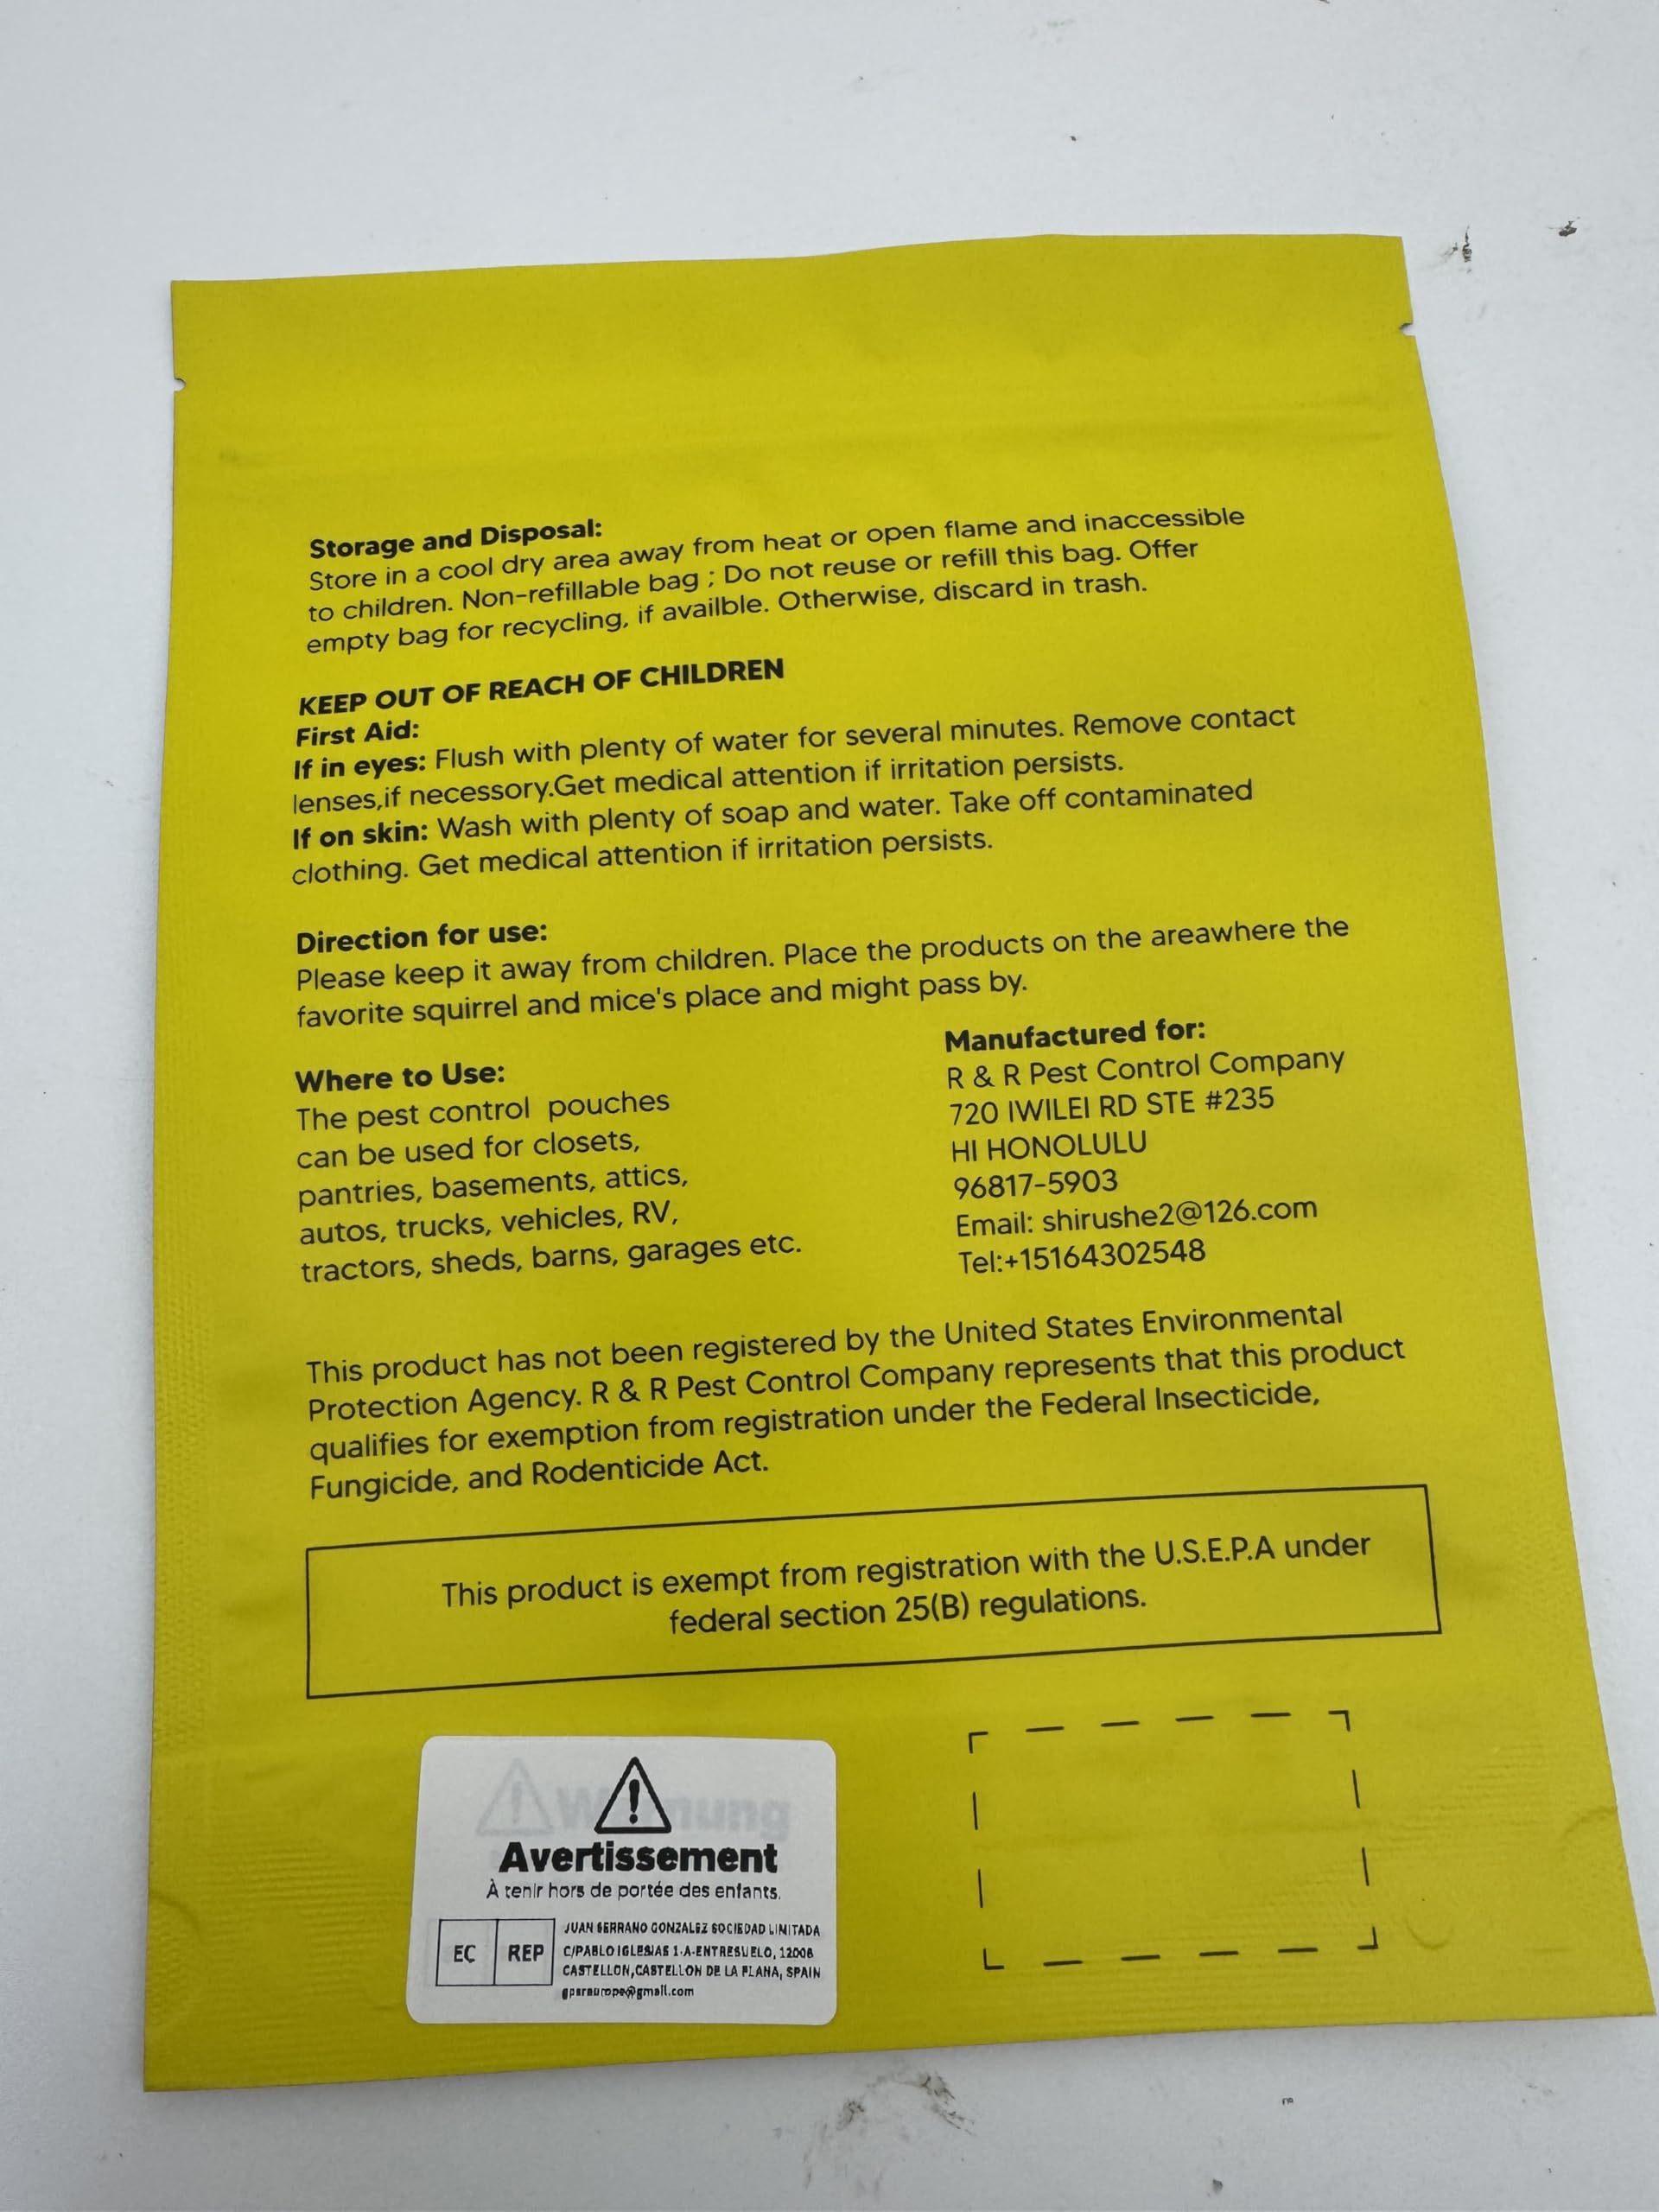 Storage and Disposal:
Store in a cool dry area away from heat or open flame and inaccessible
to children. Non-refillable bag ; Do not reuse or refill this bag. Offer
empty bag for recycling, if availble. Otherwise, discard in trash.
KEEP OUT OF REACH OF CHILDREN
First Aid:
If in eyes: Flush with plenty of water for several minutes. Remove contact
lenses,if necessory.Get medical attention if irritation persists.
If on skin: Wash with plenty of soap and water. Take off contaminated
clothing. Get medical attention if irritation persists.
Direction for use:
Please keep it away from children. Place the products on the areawhere the
favorite squirrel and mice's place and might pass by.
Where to Use:
The pest control pouches
can be used for closets,
pantries, basements, attics,
autos, trucks, vehicles, RV,
tractors, sheds, barns, garages etc.
Manufactured for:
R & R Pest Control Company
720 IWILEI RD STE #235
HI HONOLULU
96817-5903
Email: shirushe2@126.com
Tel:+15164302548
This product has not been registered by the United States Environmental
Protection Agency. R & R Pest Control Company represents that this product
qualifies for exemption from registration under the Federal Insecticide,
Fungicide, and Rodenticide Act.
This product is exempt from registration with the U.S.E.P.A under
federal section 25(B) regulations.
Avertissement
À tenir hors de portée des enfants.
EC REP
JUAN SERRANO GONZALEZ SOCIEDAD LIMITADA
C/PABLO IGLESIAS 1-A-ENTRESUELO, 12006
CASTELLON,CASTELLON DE LA PLANA, SPAIN
@gmail.com